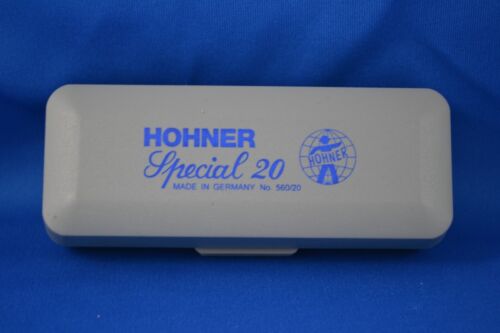 HOHNER
Special 20
MADE IN GERMANY No. 560/20
HOHNER